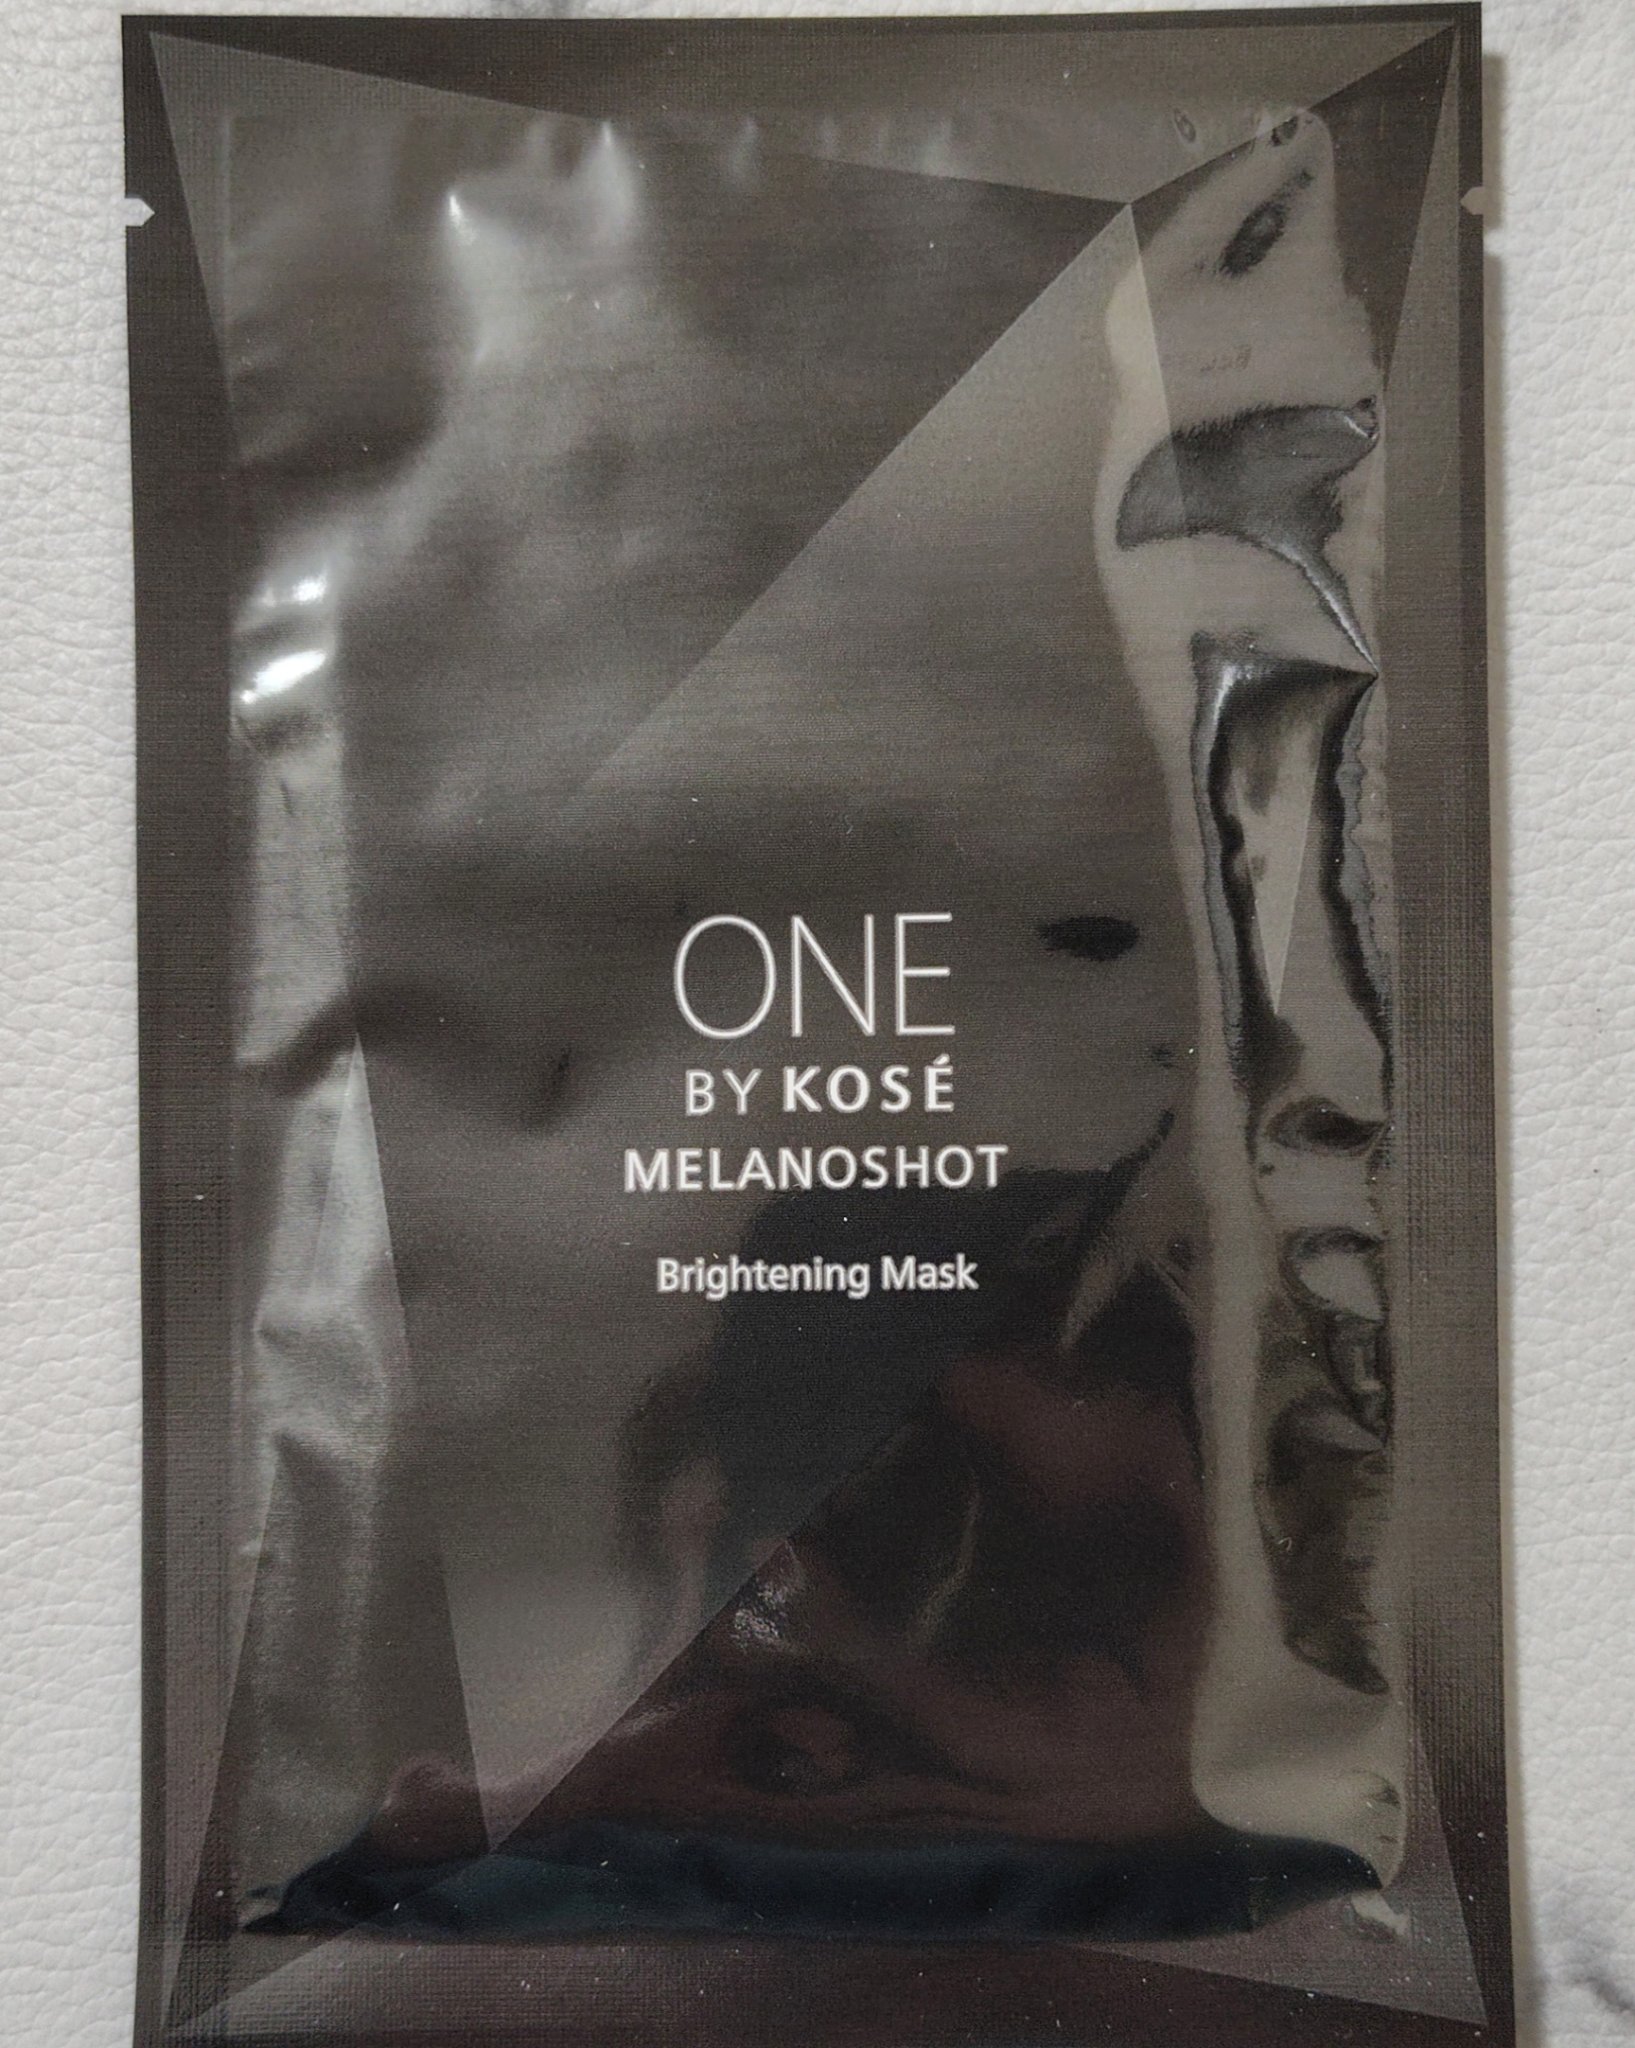 ONE
BY KOSÉ
MELANOSHOT
Brightening Mask